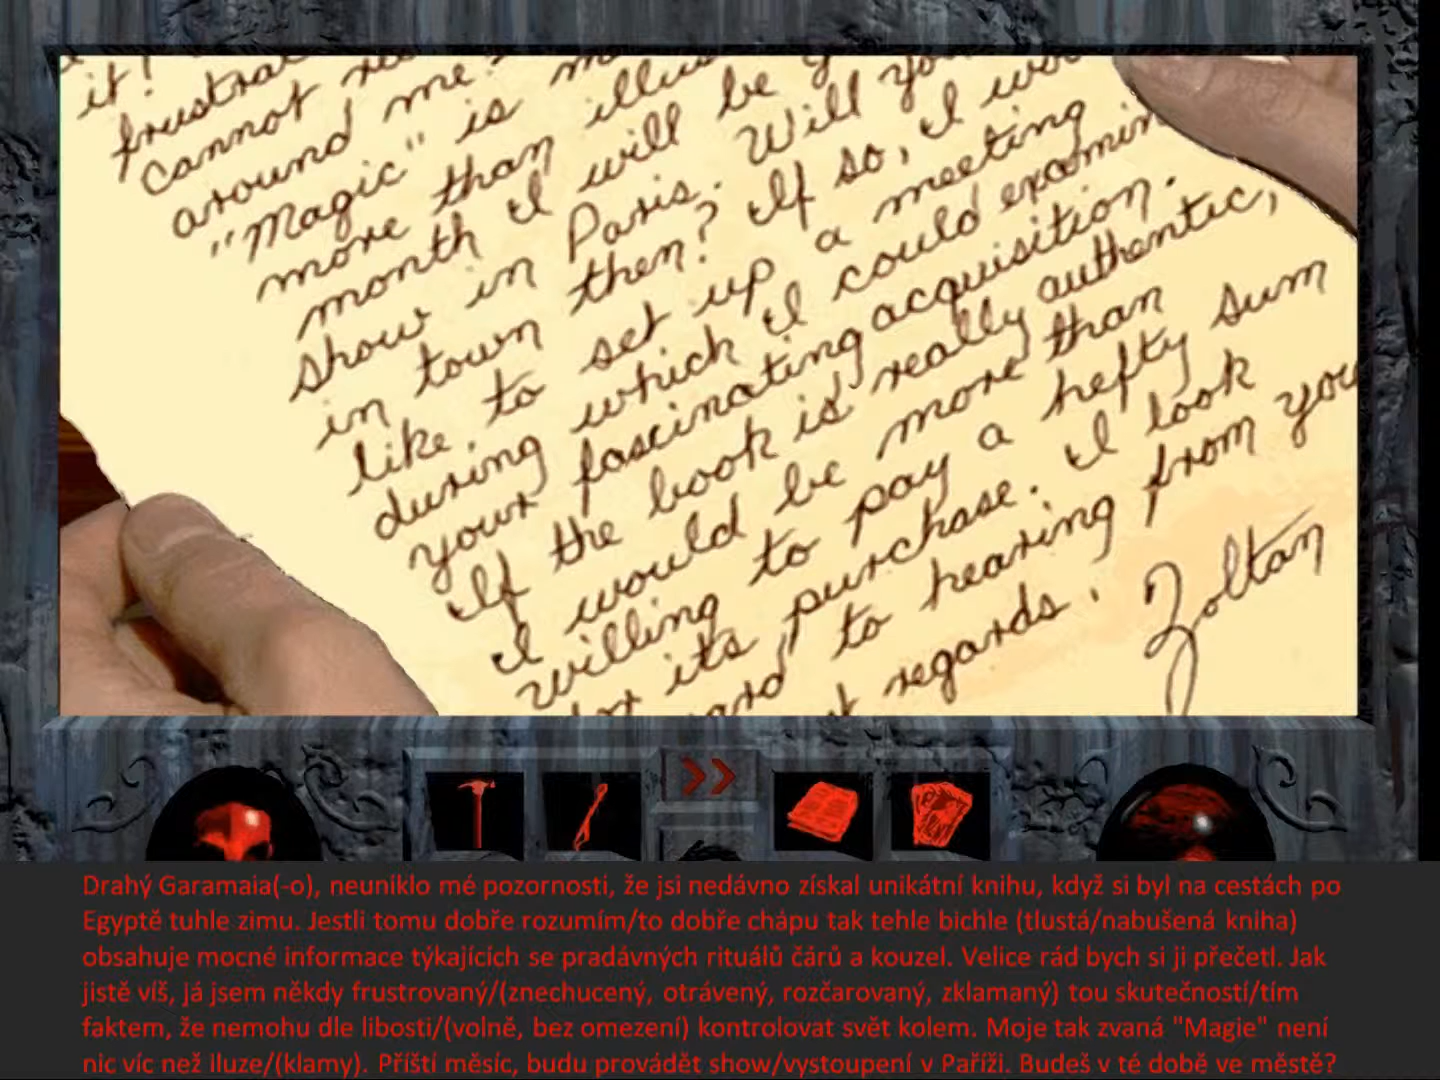 it!
frustrat
cannot
around me.
"Magic" is
more than illus
month I will be
show in Paris. Will you
in town then? If so, I wou
like to set up a meeting
during which I could examin
your fascinating acquisition.
If the book is really authentic,
I would be more than
willing to pay a hefty sum
for its purchase. I look
ard to hearing from you
regards.
Zoltan
Drahý Garamaia(-o), neuniklo mé pozornosti, že jsi nedávno získal unikátní knihu, když si byl na cestách po
Egyptě tuhle zimu. Jestli tomu dobře rozumím/to dobře chápu tak tehle bichle (tlustá/nabušená kniha)
obsahuje mocné informace týkajících se pradávných rituálů čárů a kouzel. Velice rád bych si ji přečetl. Jak
jistě víš, já jsem někdy frustrovaný/(znechucený, otrávený, rozčarovaný, zklamaný) tou skutečností/tím
faktem, že nemohu dle libosti/(volně, bez omezení) kontrolovat svět kolem. Moje tak zvaná "Magie" není
nic víc než iluze/(klamy). Příští měsíc, budu provádět show/vystoupení v Paříži. Budeš v té době ve městě?